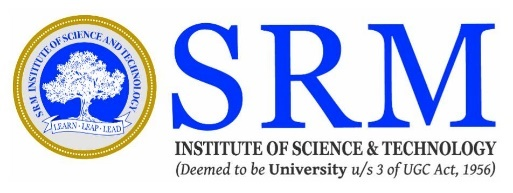 SRM INSTITUTE OF SCIENCE AND TECHNOLOGY
LEARN · LEAP · LEAD
SRM
INSTITUTE OF SCIENCE & TECHNOLOGY
(Deemed to be University u/s 3 of UGC Act, 1956)